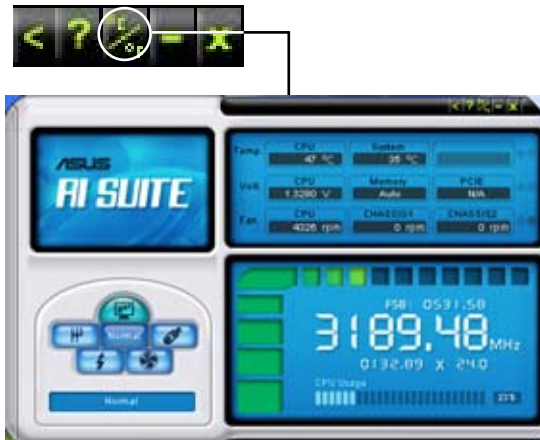 < ? °C/°F – x
< ? °C/°F – x
ASUS
AI SUITE
Temp CPU System
47 °C 35 °C
Volt CPU Memory PCIE
1.3280 V Auto N/A
Fan CPU CHASSIS1 CHASSIS2
4026 rpm 0 rpm 0 rpm
FSB: 0531.58
3189.48 MHz
0132.89 x 24.0
CPU Usage
Normal
Normal